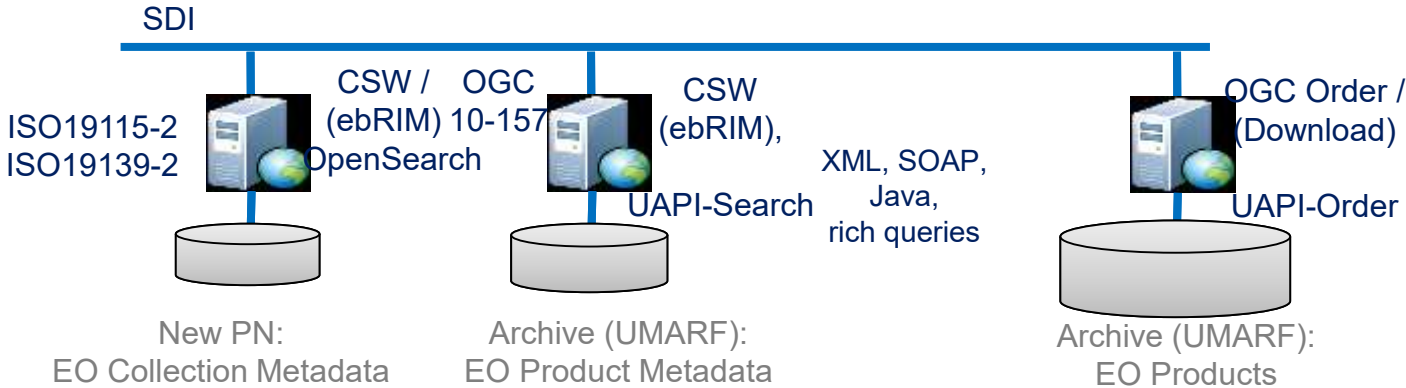 SDI
ISO19115-2
ISO19139-2
CSW /
(ebRIM)
OpenSearch
OGC
10-157
CSW
(ebRIM),
UAPI-Search
XML, SOAP,
Java,
rich queries
OGC Order /
(Download)
UAPI-Order
New PN:
EO Collection Metadata
Archive (UMARF):
EO Product Metadata
Archive (UMARF):
EO Products